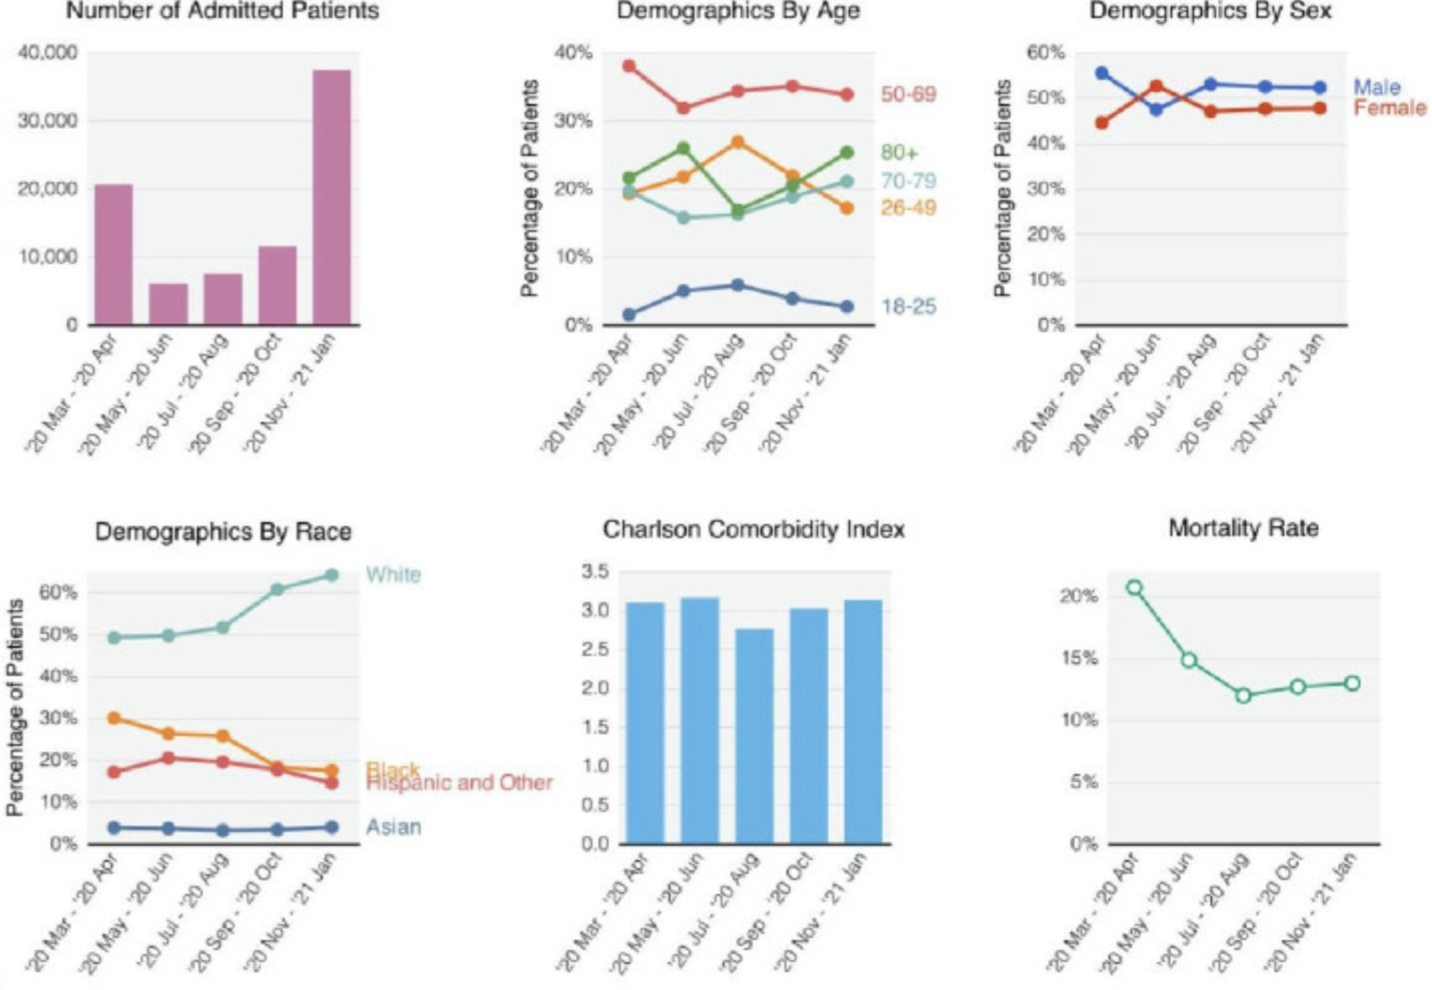 Number of Admitted Patients
40,000
30,000
20,000
10,000
0
'20 Mar - '20 Apr
'20 May - '20 Jun
'20 Jul - '20 Aug
'20 Sep - '20 Oct
'20 Nov - '21 Jan
Demographics By Age
Percentage of Patients
40%
30%
20%
10%
0%
50-69
80+
70-79
26-49
18-25
'20 Mar - '20 Apr
'20 May - '20 Jun
'20 Jul - '20 Aug
'20 Sep - '20 Oct
'20 Nov - '21 Jan
Demographics By Sex
Percentage of Patients
60%
50%
40%
30%
20%
10%
0%
Male
Female
'20 Mar - '20 Apr
'20 May - '20 Jun
'20 Jul - '20 Aug
'20 Sep - '20 Oct
'20 Nov - '21 Jan
Demographics By Race
Percentage of Patients
60%
50%
40%
30%
20%
10%
0%
White
Black
Hispanic and Other
Asian
'20 Mar - '20 Apr
'20 May - '20 Jun
'20 Jul - '20 Aug
'20 Sep - '20 Oct
'20 Nov - '21 Jan
Charlson Comorbidity Index
3.5
3.0
2.5
2.0
1.5
1.0
0.5
0.0
'20 Mar - '20 Apr
'20 May - '20 Jun
'20 Jul - '20 Aug
'20 Sep - '20 Oct
'20 Nov - '21 Jan
Mortality Rate
20%
15%
10%
5%
0%
'20 Mar - '20 Apr
'20 May - '20 Jun
'20 Jul - '20 Aug
'20 Sep - '20 Oct
'20 Nov - '21 Jan